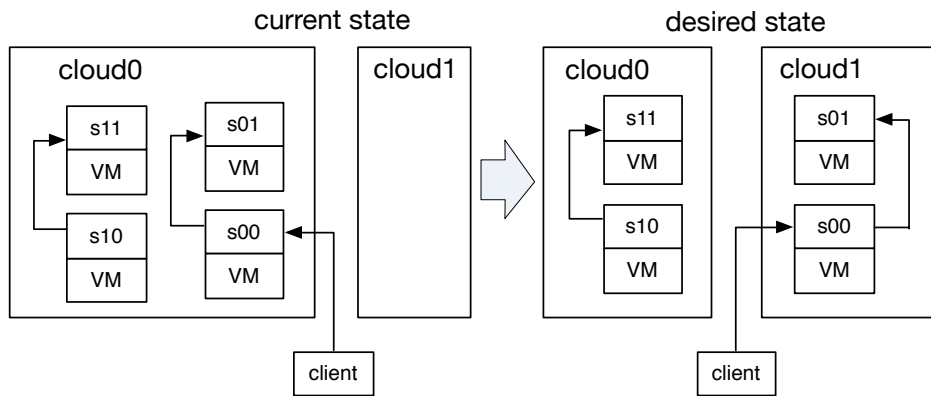 current state
desired state
cloud0
cloud1
cloud0
cloud1
s11
VM
s01
VM
s10
VM
s00
VM
s11
VM
s10
VM
s01
VM
s00
VM
client
client